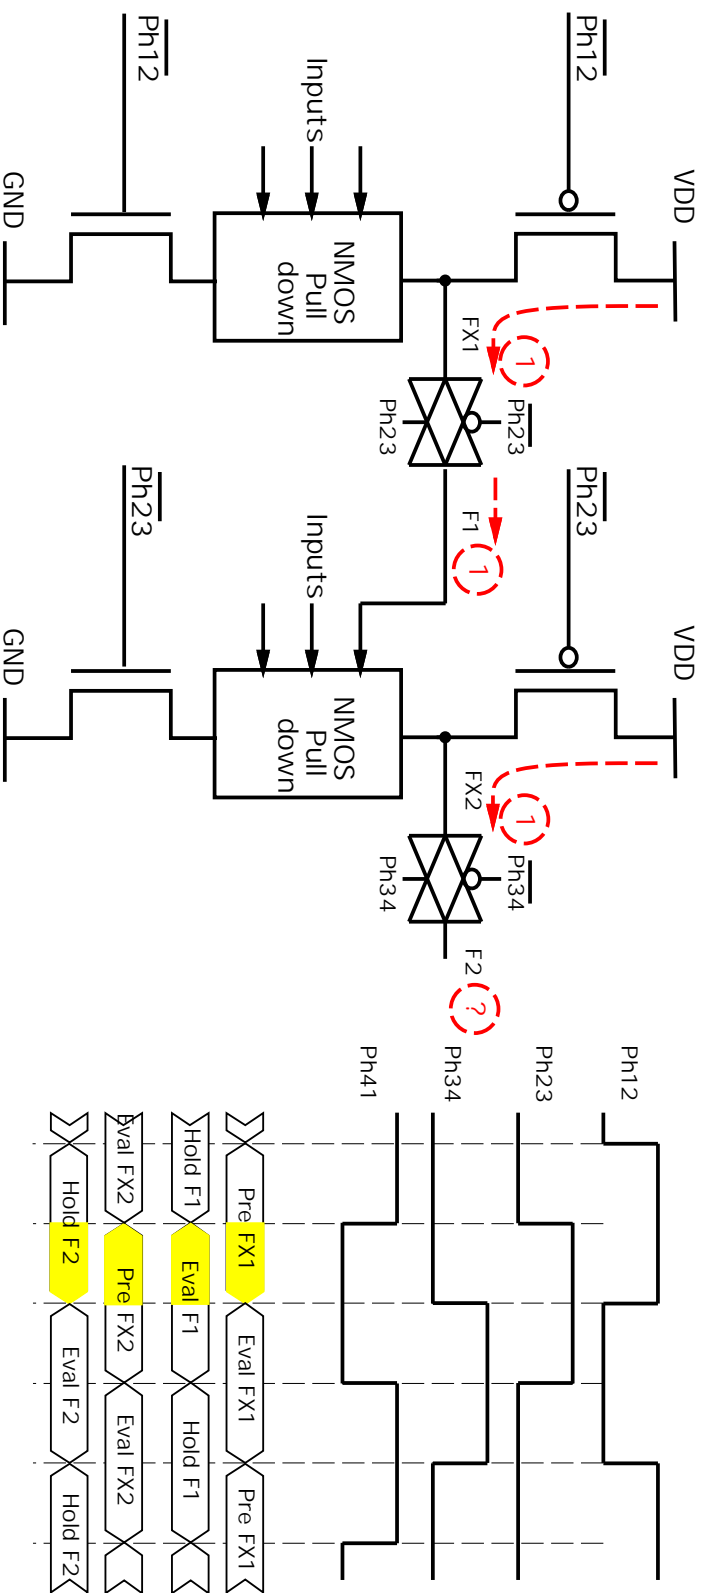 VDD
Ph12
1
FX1
Ph23
Ph23
Inputs
NMOS
Pull
down
Ph12
GND
F1
1
VDD
Ph23
1
FX2
Ph34
Ph34
Inputs
NMOS
Pull
down
Ph23
GND
F2
?
Ph12
Ph23
Ph34
Ph41
Pre FX1 Eval FX1 Pre FX1
Hold F1 Eval F1 Hold F1
Eval FX2 Pre FX2 Eval FX2
Hold F2 Eval F2 Hold F2